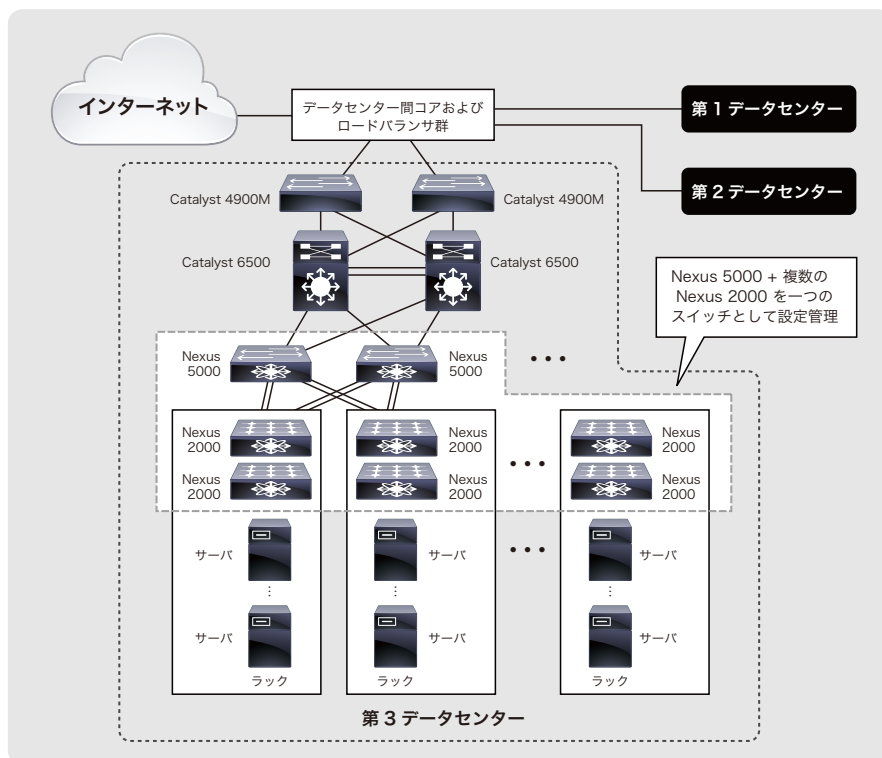 インターネット
データセンター間コアおよび
ロードバランサ群
第 1 データセンター
第 2 データセンター
Catalyst 4900M
Catalyst 4900M
Catalyst 6500
Catalyst 6500
Nexus 5000 + 複数の
Nexus 2000 を一つの
スイッチとして設定管理
Nexus
5000
Nexus
5000
• • •
Nexus
2000
Nexus
2000
Nexus
2000
Nexus
2000
Nexus
2000
Nexus
2000
• • •
サーバ
サーバ
サーバ
• • •
…
…
…
サーバ
サーバ
サーバ
ラック
ラック
ラック
第 3 データセンター